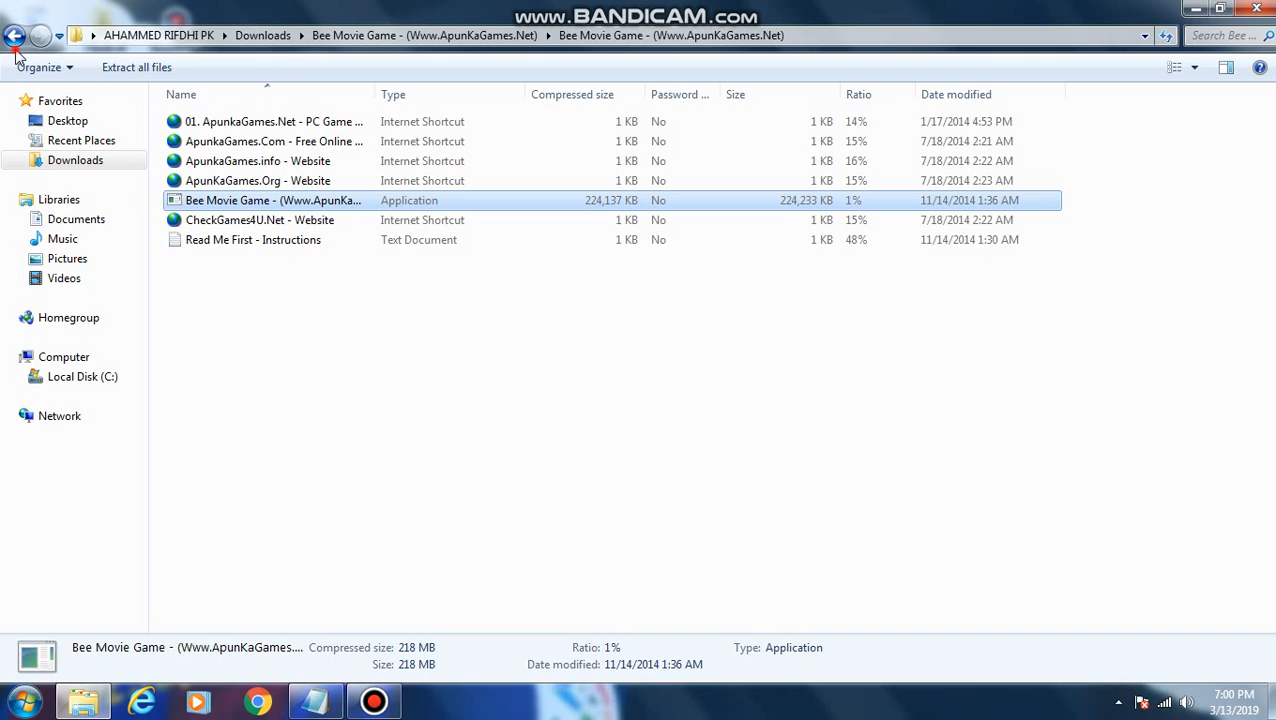 www.BANDICAM.com
AHAMMED RIFDHI PK Downloads Bee Movie Game - (Www.ApunKaGames.Net) Bee Movie Game - (Www.ApunKaGames.Net) Search Bee ...
Organize Extract all files
Name Type Compressed size Password ... Size Ratio Date modified
Favorites
Desktop
Recent Places
Downloads
Libraries
Documents
Music
Pictures
Videos
Homegroup
Computer
Local Disk (C:)
Network
01. ApunkaGames.Net - PC Game ... Internet Shortcut 1 KB No 1 KB 14% 1/17/2014 4:53 PM
ApunkaGames.Com - Free Online ... Internet Shortcut 1 KB No 1 KB 15% 7/18/2014 2:21 AM
ApunkaGames.info - Website Internet Shortcut 1 KB No 1 KB 16% 7/18/2014 2:22 AM
ApunKaGames.Org - Website Internet Shortcut 1 KB No 1 KB 15% 7/18/2014 2:23 AM
Bee Movie Game - (Www.ApunKa... Application 224,137 KB No 224,233 KB 1% 11/14/2014 1:36 AM
CheckGames4U.Net - Website Internet Shortcut 1 KB No 1 KB 15% 7/18/2014 2:22 AM
Read Me First - Instructions Text Document 1 KB No 1 KB 48% 11/14/2014 1:30 AM
Bee Movie Game - (Www.ApunKaGames.... Compressed size: 218 MB Ratio: 1% Type: Application
Size: 218 MB Date modified: 11/14/2014 1:36 AM
7:00 PM
3/13/2019